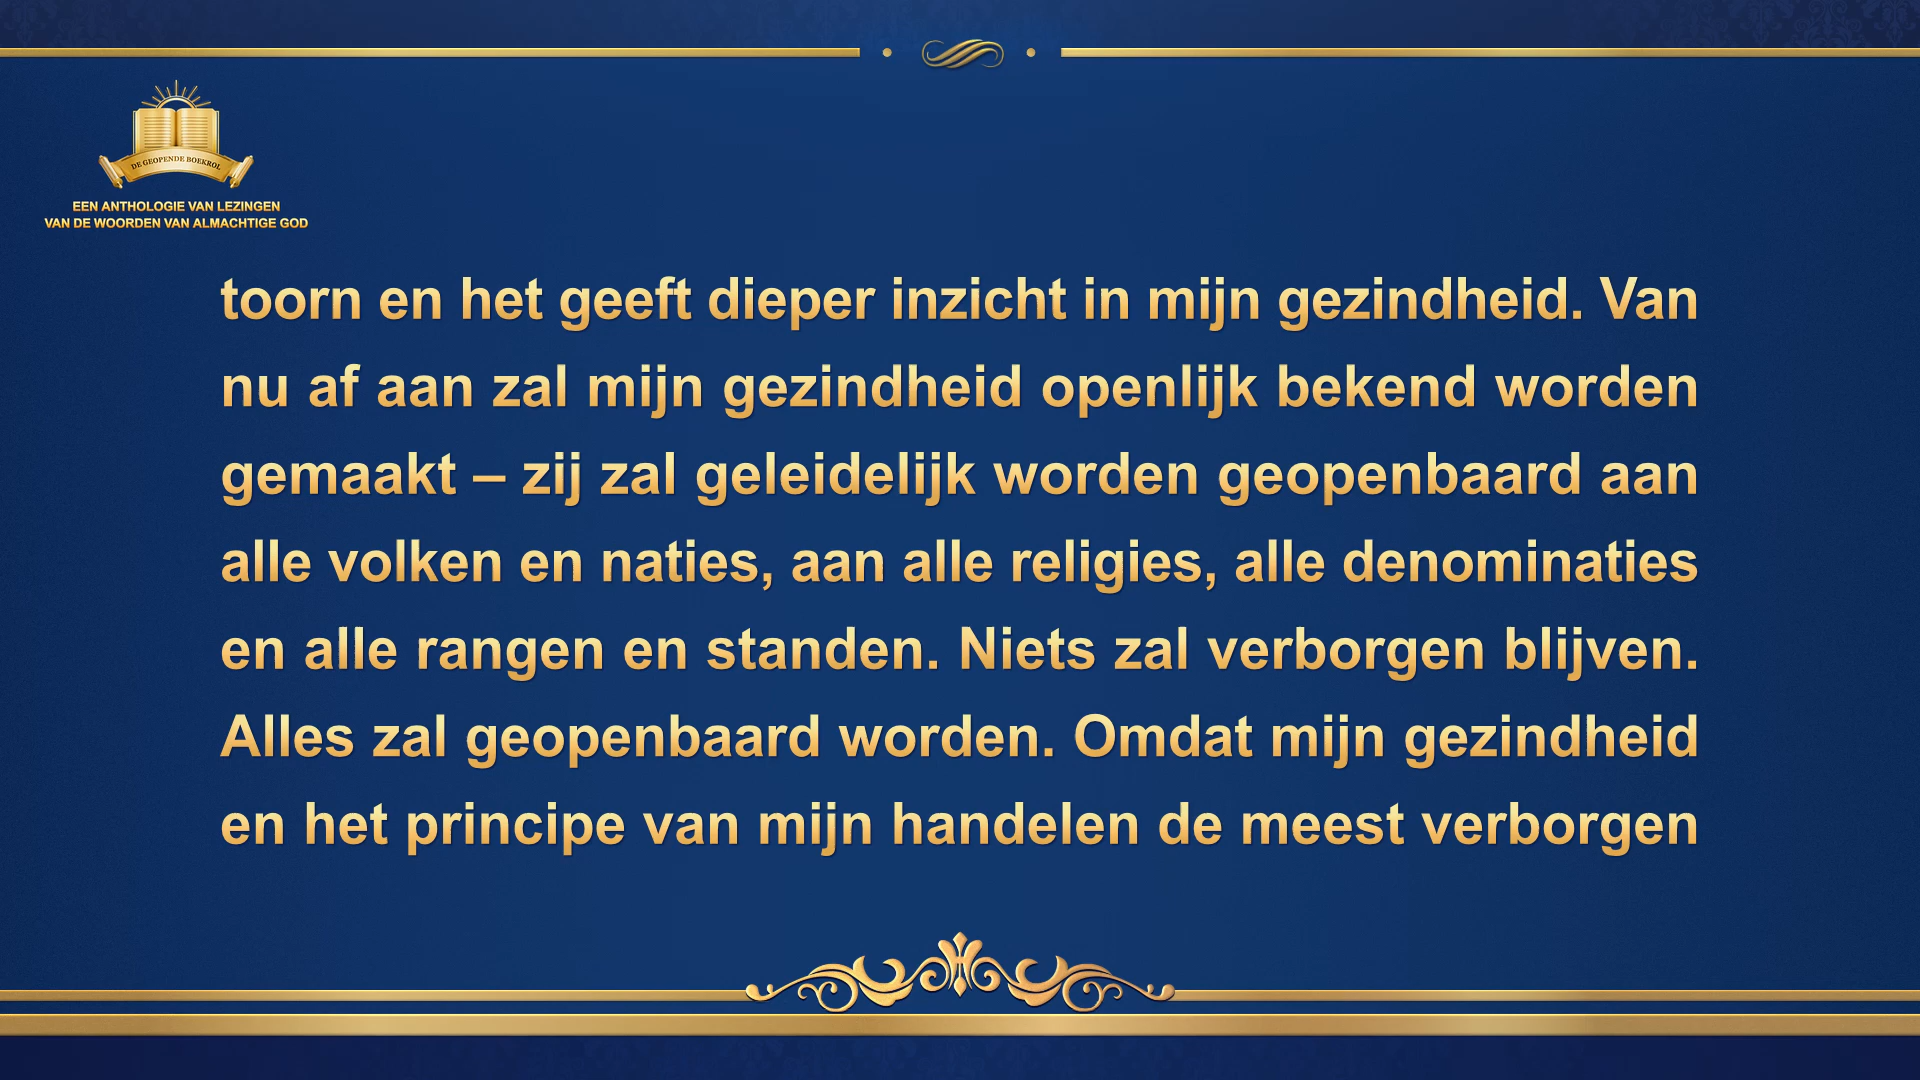 DE GEOPENDE BOEKROL
EEN ANTHOLOGIE VAN LEZINGEN
VAN DE WOORDEN VAN ALMACHTIGE GOD
toorn en het geeft dieper inzicht in mijn gezindheid. Van
nu af aan zal mijn gezindheid openlijk bekend worden
gemaakt – zij zal geleidelijk worden geopenbaard aan
alle volken en naties, aan alle religies, alle denominaties
en alle rangen en standen. Niets zal verborgen blijven.
Alles zal geopenbaard worden. Omdat mijn gezindheid
en het principe van mijn handelen de meest verborgen